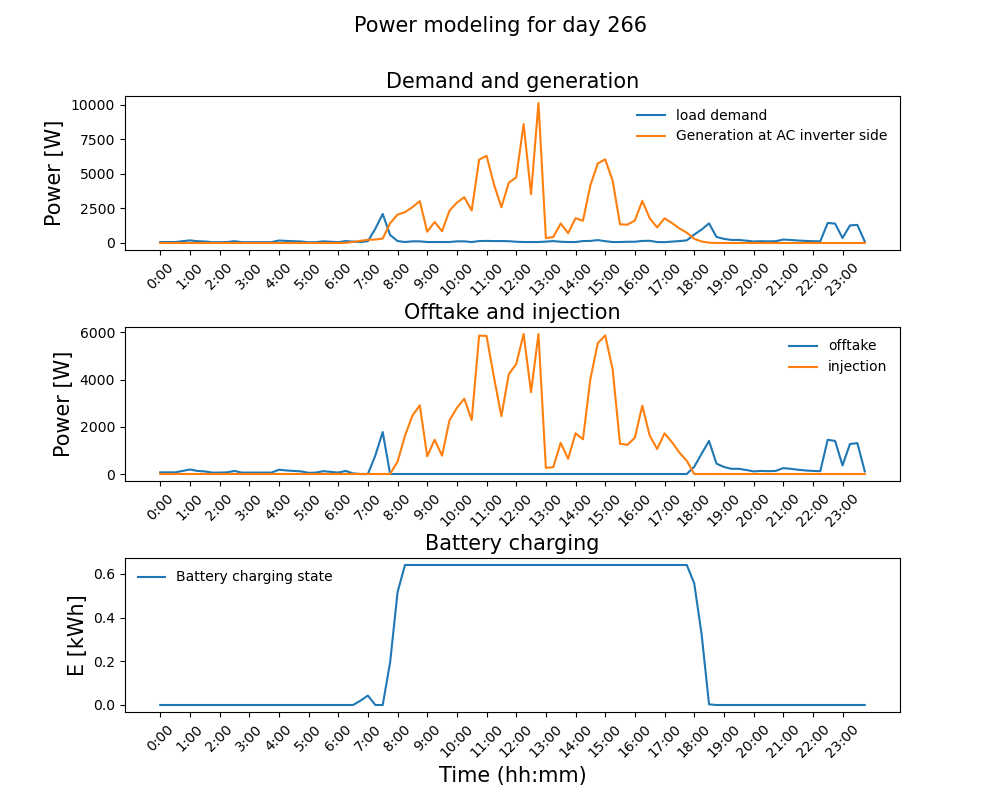 Power modeling for day 266
Demand and generation
Power [W]
10000
7500
5000
2500
0
load demand
Generation at AC inverter side
0:00 1:00 2:00 3:00 4:00 5:00 6:00 7:00 8:00 9:00 10:00 11:00 12:00 13:00 14:00 15:00 16:00 17:00 18:00 19:00 20:00 21:00 22:00 23:00
Offtake and injection
Power [W]
6000
4000
2000
0
offtake
injection
0:00 1:00 2:00 3:00 4:00 5:00 6:00 7:00 8:00 9:00 10:00 11:00 12:00 13:00 14:00 15:00 16:00 17:00 18:00 19:00 20:00 21:00 22:00 23:00
Battery charging
E [kWh]
0.6
0.4
0.2
0.0
Battery charging state
0:00 1:00 2:00 3:00 4:00 5:00 6:00 7:00 8:00 9:00 10:00 11:00 12:00 13:00 14:00 15:00 16:00 17:00 18:00 19:00 20:00 21:00 22:00 23:00
Time (hh:mm)